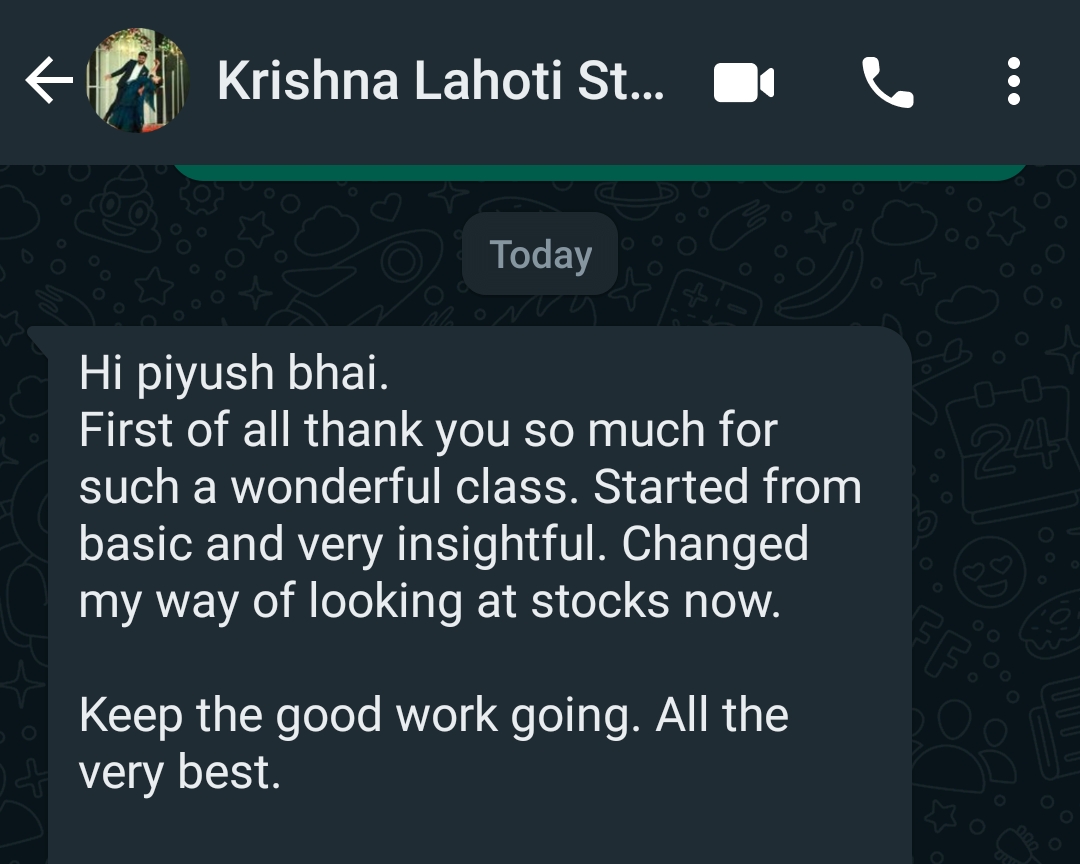 Krishna Lahoti St...
Today
Hi piyush bhai.
First of all thank you so much for
such a wonderful class. Started from
basic and very insightful. Changed
my way of looking at stocks now.
Keep the good work going. All the
very best.
24
FF